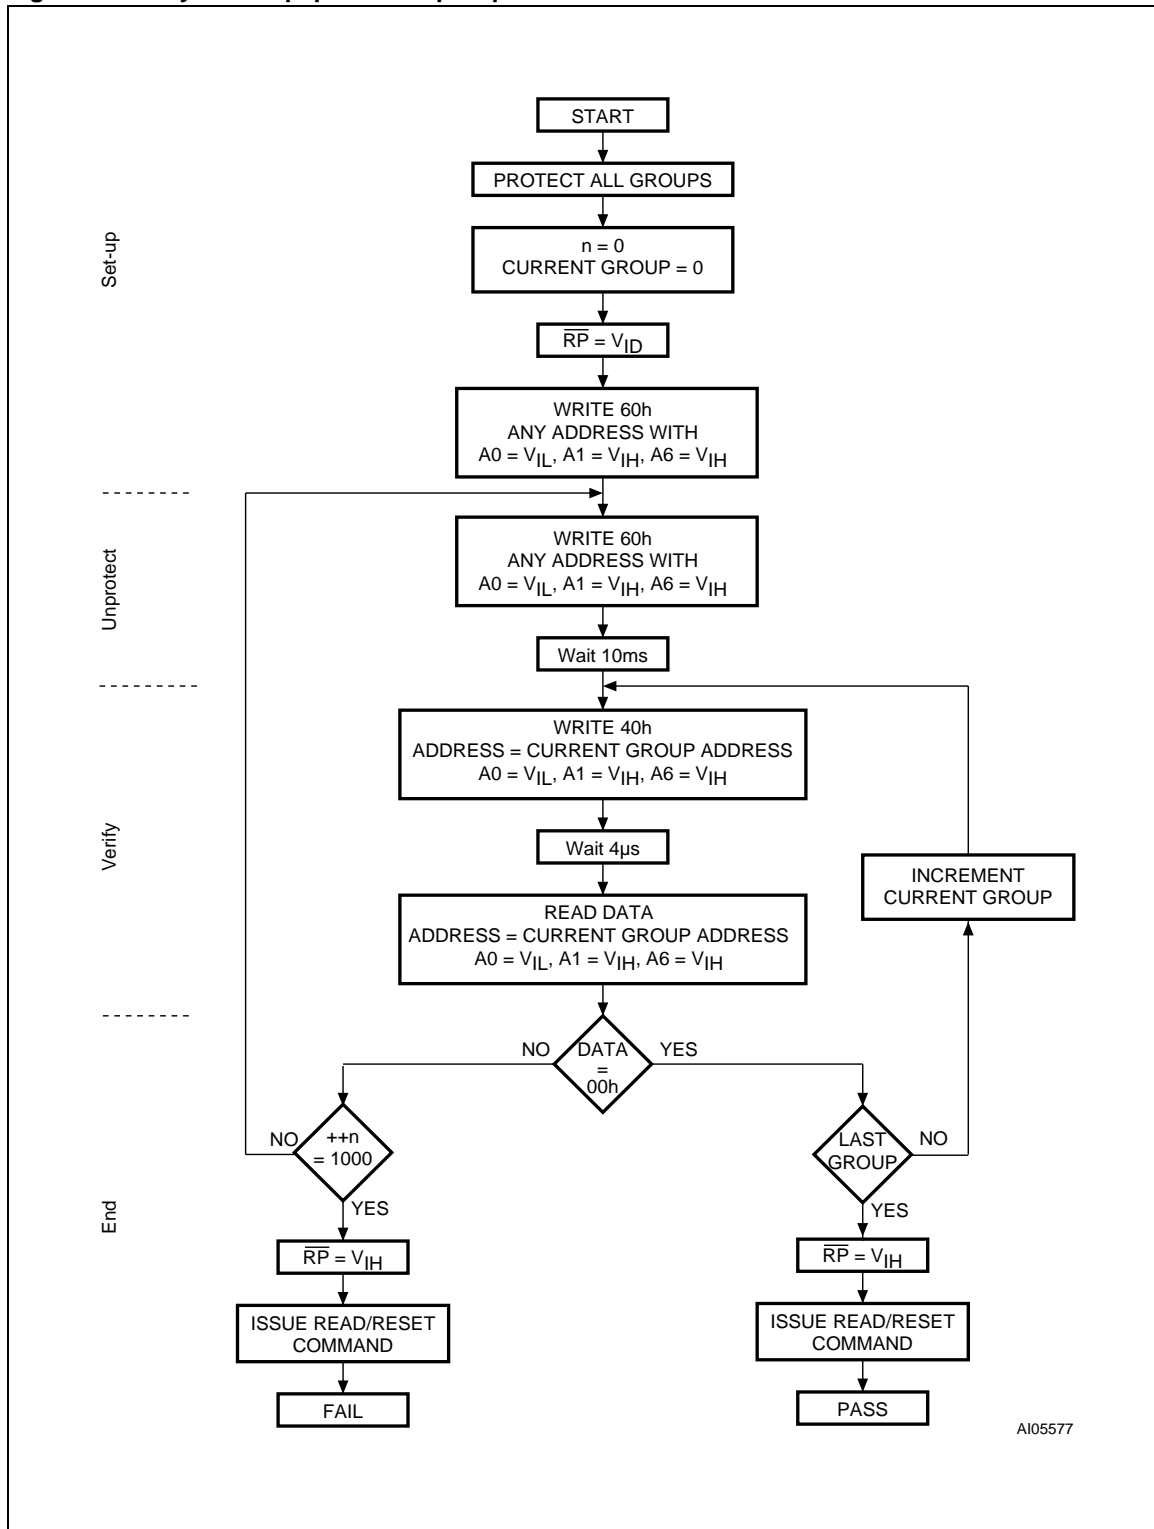 START
PROTECT ALL GROUPS
Set-up
n = 0
CURRENT GROUP = 0
RP = VID
WRITE 60h
ANY ADDRESS WITH
A0 = VIL, A1 = VIH, A6 = VIH
Unprotect
WRITE 60h
ANY ADDRESS WITH
A0 = VIL, A1 = VIH, A6 = VIH
Wait 10ms
Verify
WRITE 40h
ADDRESS = CURRENT GROUP ADDRESS
A0 = VIL, A1 = VIH, A6 = VIH
Wait 4µs
INCREMENT
CURRENT GROUP
READ DATA
ADDRESS = CURRENT GROUP ADDRESS
A0 = VIL, A1 = VIH, A6 = VIH
NO
DATA
=
00h
YES
End
NO
++n
= 1000
YES
LAST
GROUP
NO
YES
RP = VIH
RP = VIH
ISSUE READ/RESET
COMMAND
ISSUE READ/RESET
COMMAND
FAIL
PASS
AI05577